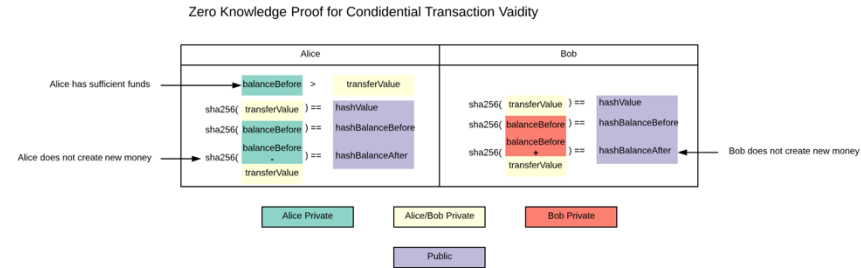 Zero Knowledge Proof for Condidential Transaction Vaidity
Alice
Bob
Alice has sufficient funds
balanceBefore > transferValue
sha256( transferValue ) == hashValue
sha256( balanceBefore ) == hashBalanceBefore
Alice does not create new money
sha256( balanceBefore - transferValue ) == hashBalanceAfter
sha256( transferValue ) == hashValue
sha256( balanceBefore ) == hashBalanceBefore
sha256( balanceBefore + transferValue ) == hashBalanceAfter
Bob does not create new money
Alice Private
Alice/Bob Private
Bob Private
Public